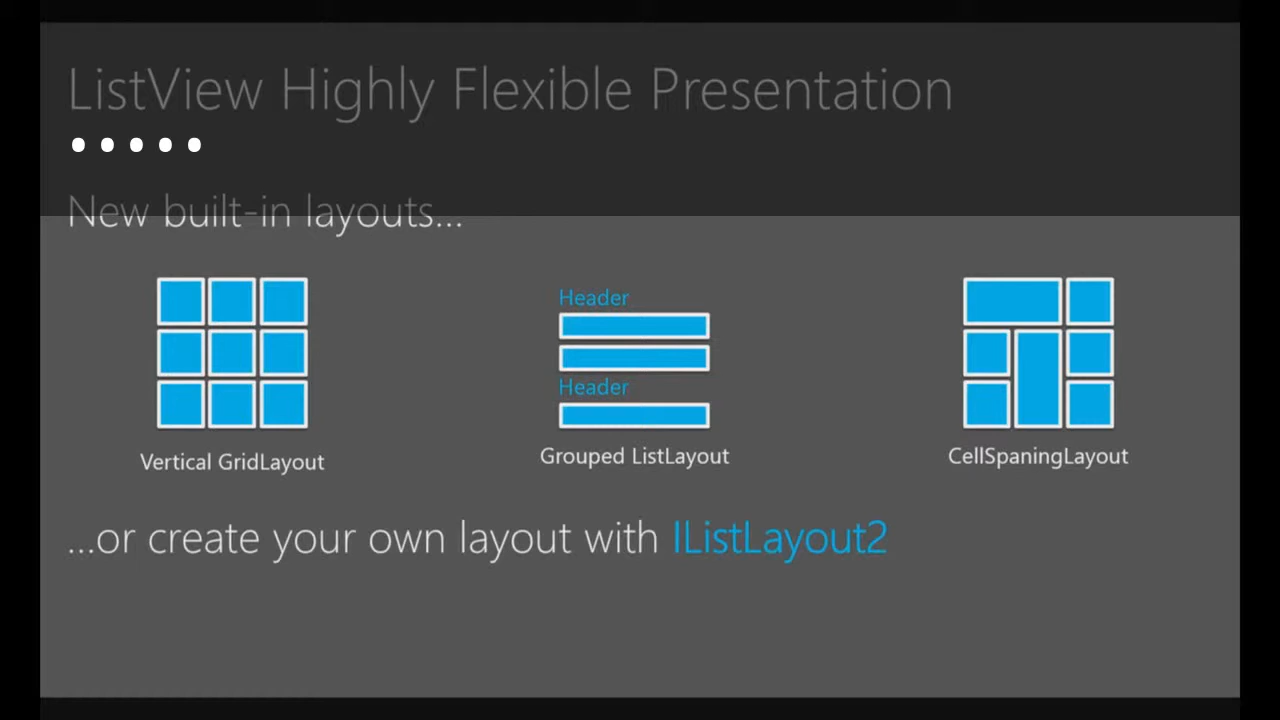 ListView Highly Flexible Presentation
New built-in layouts...
Header
Header
Vertical GridLayout
Grouped ListLayout
CellSpaningLayout
...or create your own layout with IListLayout2